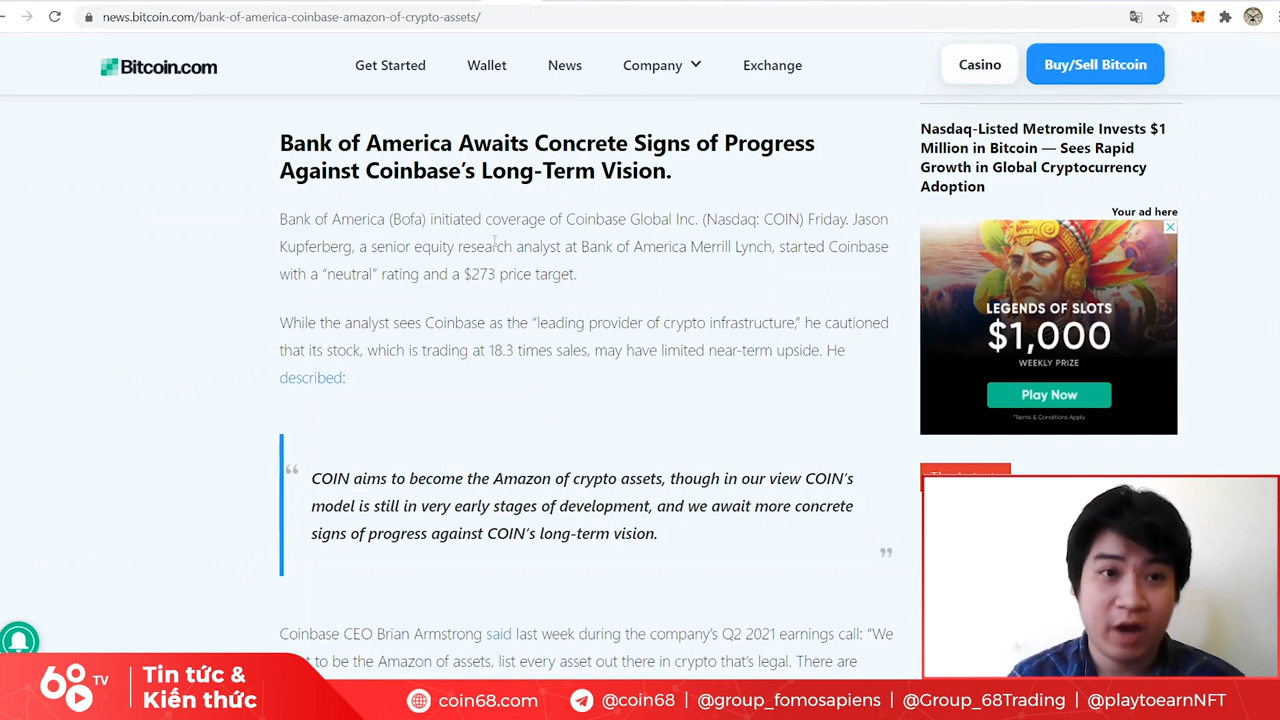 news.bitcoin.com/bank-of-america-coinbase-amazon-of-crypto-assets/
Bitcoin.com
Get Started
Wallet
News
Company
Exchange
Casino
Buy/Sell Bitcoin
Bank of America Awaits Concrete Signs of Progress
Against Coinbase’s Long-Term Vision.
Bank of America (Bofa) initiated coverage of Coinbase Global Inc. (Nasdaq: COIN) Friday. Jason
Kupferberg, a senior equity research analyst at Bank of America Merrill Lynch, started Coinbase
with a “neutral” rating and a $273 price target.
While the analyst sees Coinbase as the “leading provider of crypto infrastructure,” he cautioned
that its stock, which is trading at 18.3 times sales, may have limited near-term upside. He
described:
“
COIN aims to become the Amazon of crypto assets, though in our view COIN’s
model is still in very early stages of development, and we await more concrete
signs of progress against COIN’s long-term vision.
”
Coinbase CEO Brian Armstrong said last week during the company’s Q2 2021 earnings call: “We
to be the Amazon of assets, list every asset out there in crypto that’s legal. There are
Nasdaq-Listed Metromile Invests $1
Million in Bitcoin — Sees Rapid
Growth in Global Cryptocurrency
Adoption
Your ad here
LEGENDS OF SLOTS
$1,000
WEEKLY PRIZE
Play Now
*Terms & Conditions Apply
68 TV
Tin tức &
Kiến thức
coin68.com
@coin68 | @group_fomosapiens | @Group_68Trading | @playtoearnNFT